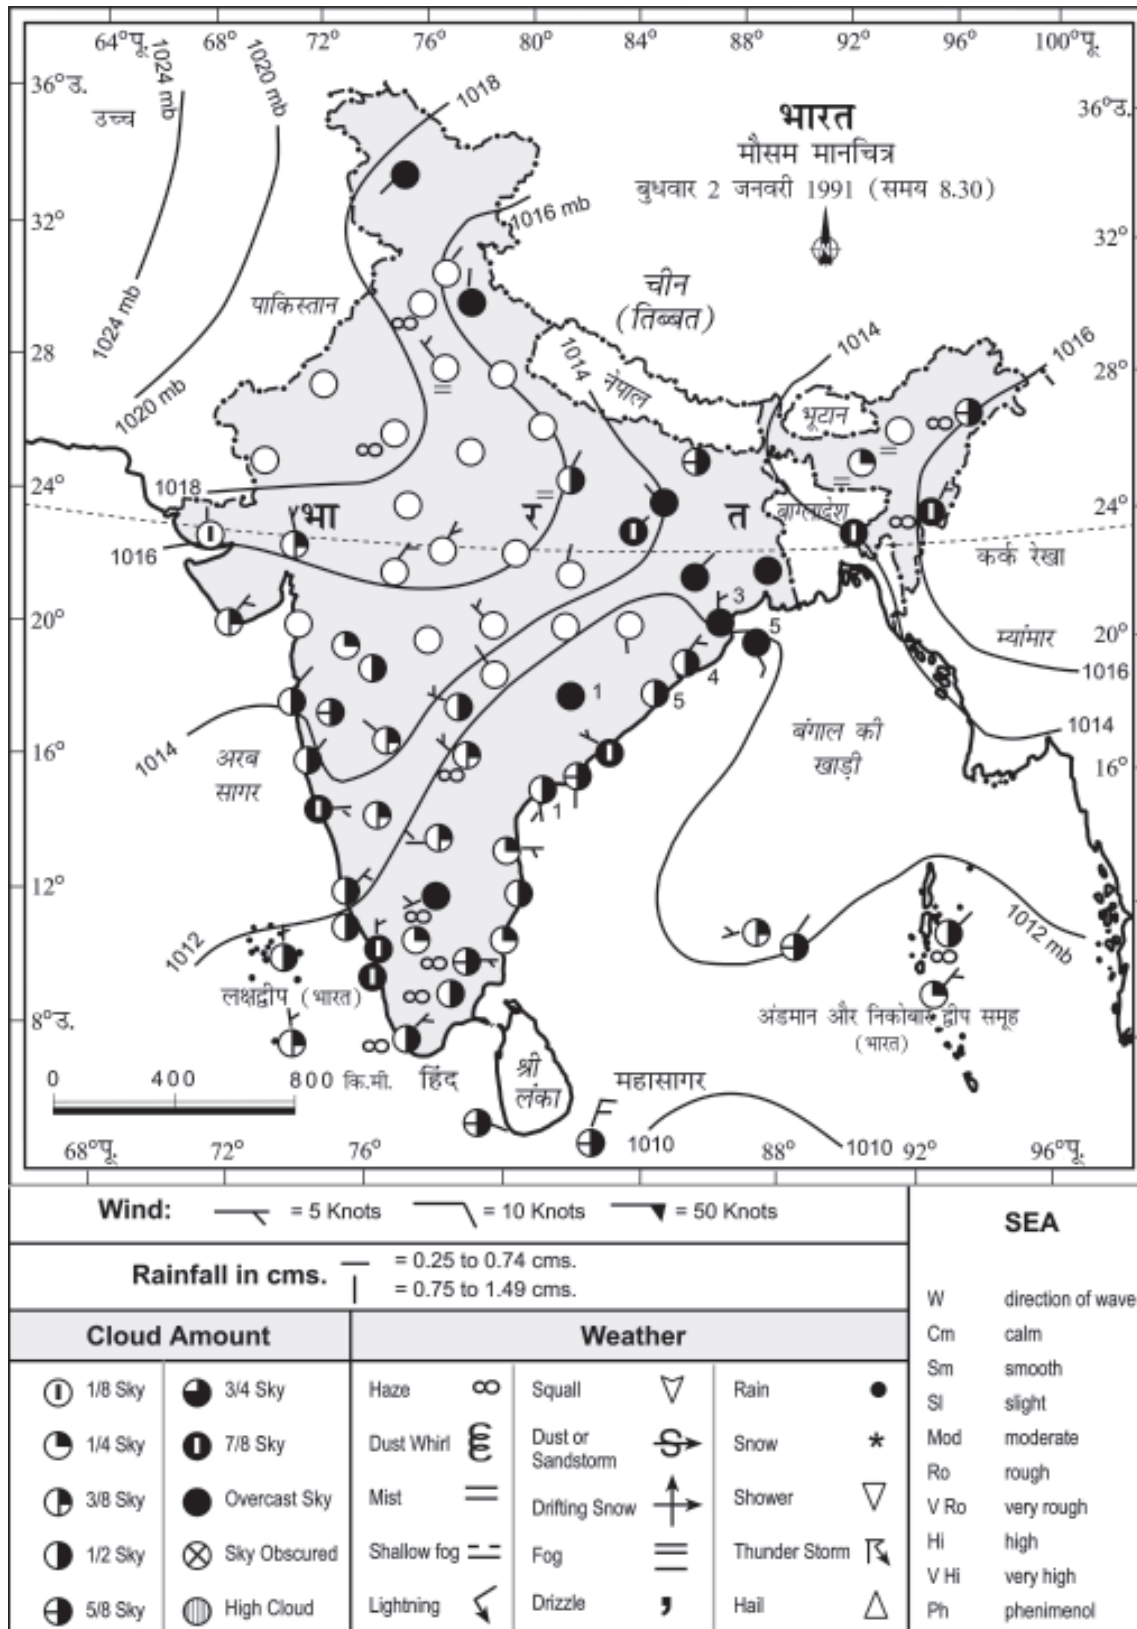 64°पू. 68° 72° 76° 80° 84° 88° 92° 96° 100°पू.
1024 mb
1020 mb
36°उ.
उच्च
1018
भारत
36°उ.
मौसम मानचित्र
बुधवार 2 जनवरी 1991 (समय 8.30)
32°
1016 mb
32°
N
चीन
(तिब्बत)
पाकिस्तान
1024 mb
1020 mb
28°
1014
नेपाल
1014
1016
28°
भूटान
24°
1018
भा र त
बांग्लादेश
24°
1016
कर्क रेखा
20°
3
5
म्यांमार
20°
1016
4
1
5
1014
1014
16°
अरब
सागर
बंगाल की
खाड़ी
16°
1
12°
12°
1012
1012 mb
लक्षद्वीप (भारत)
8°उ.
अंडमान और निकोबार द्वीप समूह
(भारत)
8°
0 400 800 कि.मी.
हिंद
श्री
लंका
महासागर
1010
1010
68°पू. 72° 76° 88° 92° 96°पू.
Wind: = 5 Knots = 10 Knots = 50 Knots
Rainfall in cms. = 0.25 to 0.74 cms.
= 0.75 to 1.49 cms.
Cloud Amount
1/8 Sky 3/4 Sky
1/4 Sky 7/8 Sky
3/8 Sky Overcast Sky
1/2 Sky Sky Obscured
5/8 Sky High Cloud
Weather
Haze Squall Rain
Dust Whirl Dust or
Sandstorm Snow
Mist Drifting Snow Shower
Shallow fog Fog Thunder Storm
Lightning Drizzle Hail
SEA
W direction of wave
Cm calm
Sm smooth
Sl slight
Mod moderate
Ro rough
V Ro very rough
Hi high
V Hi very high
Ph phenimenol